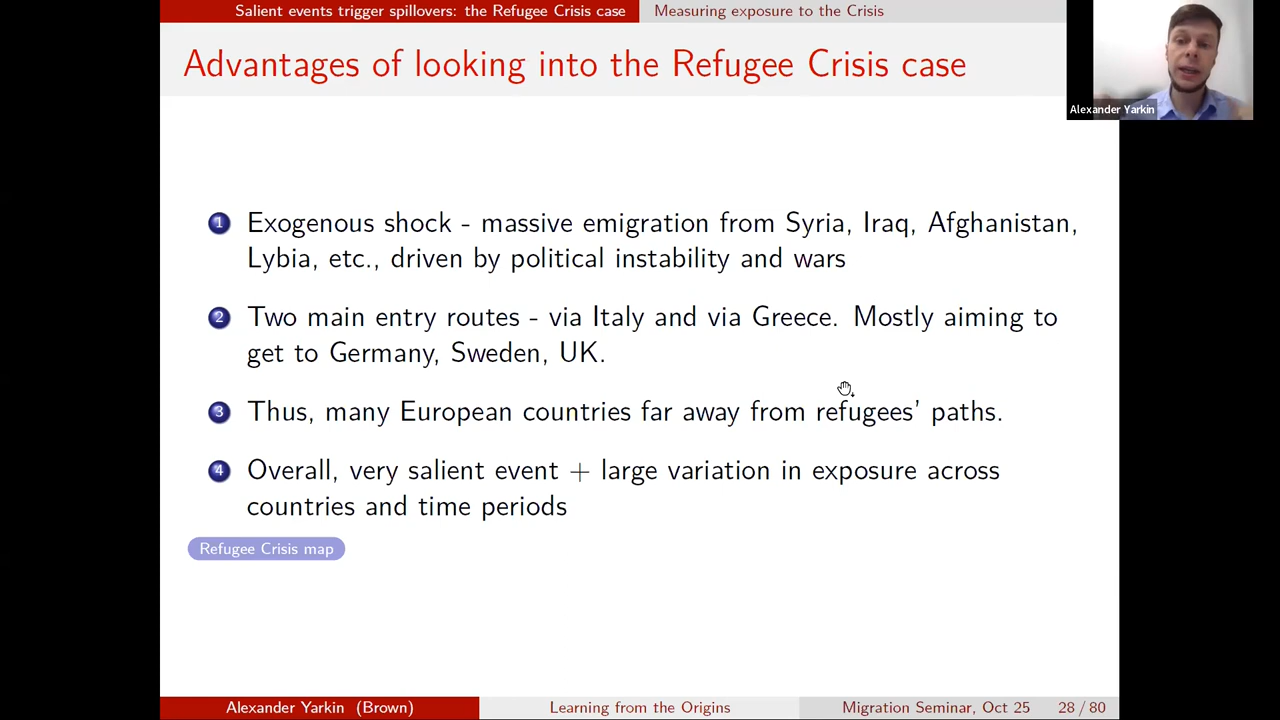 Salient events trigger spillovers: the Refugee Crisis case
Measuring exposure to the Crisis
Advantages of looking into the Refugee Crisis case
Alexander Yarkin
1 Exogenous shock - massive emigration from Syria, Iraq, Afghanistan,
Lybia, etc., driven by political instability and wars
2 Two main entry routes - via Italy and via Greece. Mostly aiming to
get to Germany, Sweden, UK.
3 Thus, many European countries far away from refugees' paths.
4 Overall, very salient event + large variation in exposure across
countries and time periods
Refugee Crisis map
Alexander Yarkin (Brown)
Learning from the Origins
Migration Seminar, Oct 25
28 / 80